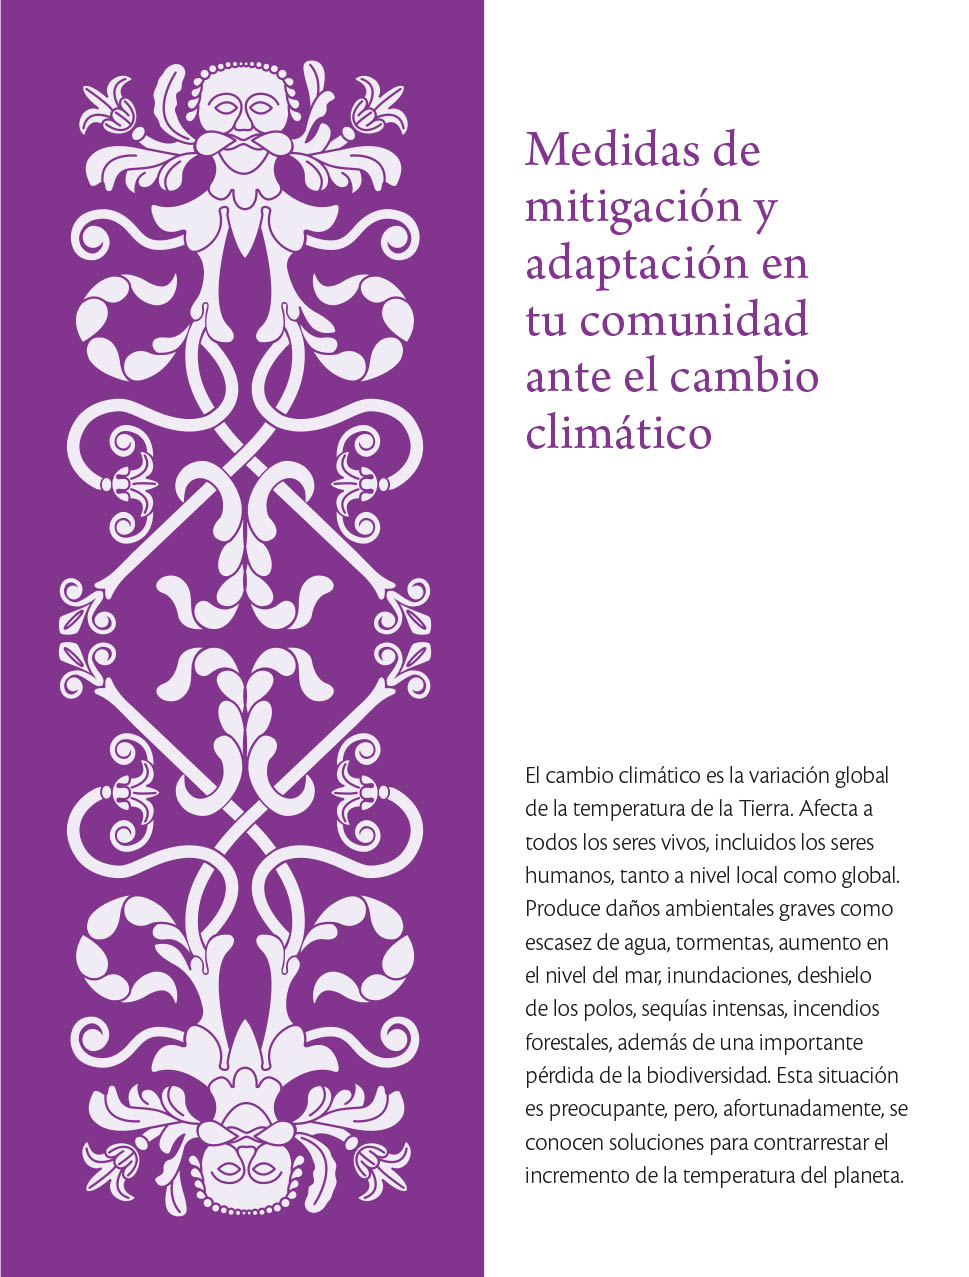 Medidas de
mitigación y
adaptación en
tu comunidad
ante el cambio
climático
El cambio climático es la variación global
de la temperatura de la Tierra. Afecta a
todos los seres vivos, incluidos los seres
humanos, tanto a nivel local como global.
Produce daños ambientales graves como
escasez de agua, tormentas, aumento en
el nivel del mar, inundaciones, deshielo
de los polos, sequías intensas, incendios
forestales, además de una importante
pérdida de la biodiversidad. Esta situación
es preocupante, pero, afortunadamente, se
conocen soluciones para contrarrestar el
incremento de la temperatura del planeta.